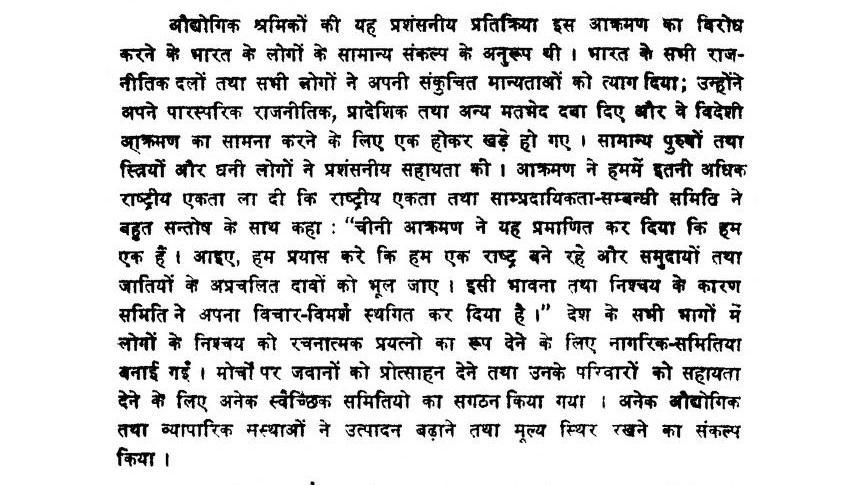 औद्योगिक श्रमिकों की यह प्रशंसनीय प्रतिक्रिया इस आक्रमण का विरोध
करने के भारत के लोगों के सामान्य संकल्प के अनुरूप थी । भारत के सभी राज-
नीतिक दलों तथा सभी लोगों ने अपनी संकुचित मान्यताओं को त्याग दिया; उन्होंने
अपने पारस्परिक राजनीतिक, प्रादेशिक तथा अन्य मतभेद दबा दिए और वे विदेशी
आक्रमण का सामना करने के लिए एक होकर खड़े हो गए । सामान्य पुरुषों तथा
स्त्रियों और धनी लोगों ने प्रशंसनीय सहायता की । आक्रमण ने हममें इतनी अधिक
राष्ट्रीय एकता ला दी कि राष्ट्रीय एकता तथा साम्प्रदायिकता-सम्बन्धी समिति ने
बहुत सन्तोष के साथ कहा : “चीनी आक्रमण ने यह प्रमाणित कर दिया कि हम
एक हैं । आइए, हम प्रयास करे कि हम एक राष्ट्र बने रहे और समुदायों तथा
जातियों के अप्रचलित दावों को भूल जाए । इसी भावना तथा निश्चय के कारण
समिति ने अपना विचार-विमर्श स्थगित कर दिया है ।” देश के सभी भागों में
लोगों के निश्चय को रचनात्मक प्रयत्नो का रूप देने के लिए नागरिक-समितिया
बनाई गईं । मोर्चों पर जवानों को प्रोत्साहन देने तथा उनके परिवारों को सहायता
देने के लिए अनेक स्वैच्छिक समितियो का सगठन किया गया । अनेक औद्योगिक
तथा व्यापारिक मस्थाओं ने उत्पादन बढ़ाने तथा मूल्य स्थिर रखने का संकल्प
किया ।